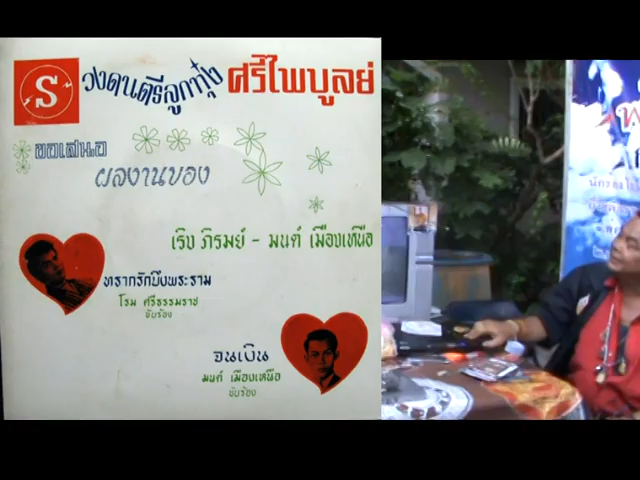 S
วงดนตรีลูกทุ่ง ศรีไพบูลย์
ขอเสนอ
ผลงานของ
เริง ภิรมย์ - มนต์ เมืองเหนือ
ทรากรักบึงพระราม
โรม ศรีธรรมราช
ขับร้อง
จนเงิน
มนต์ เมืองเหนือ
ขับร้อง